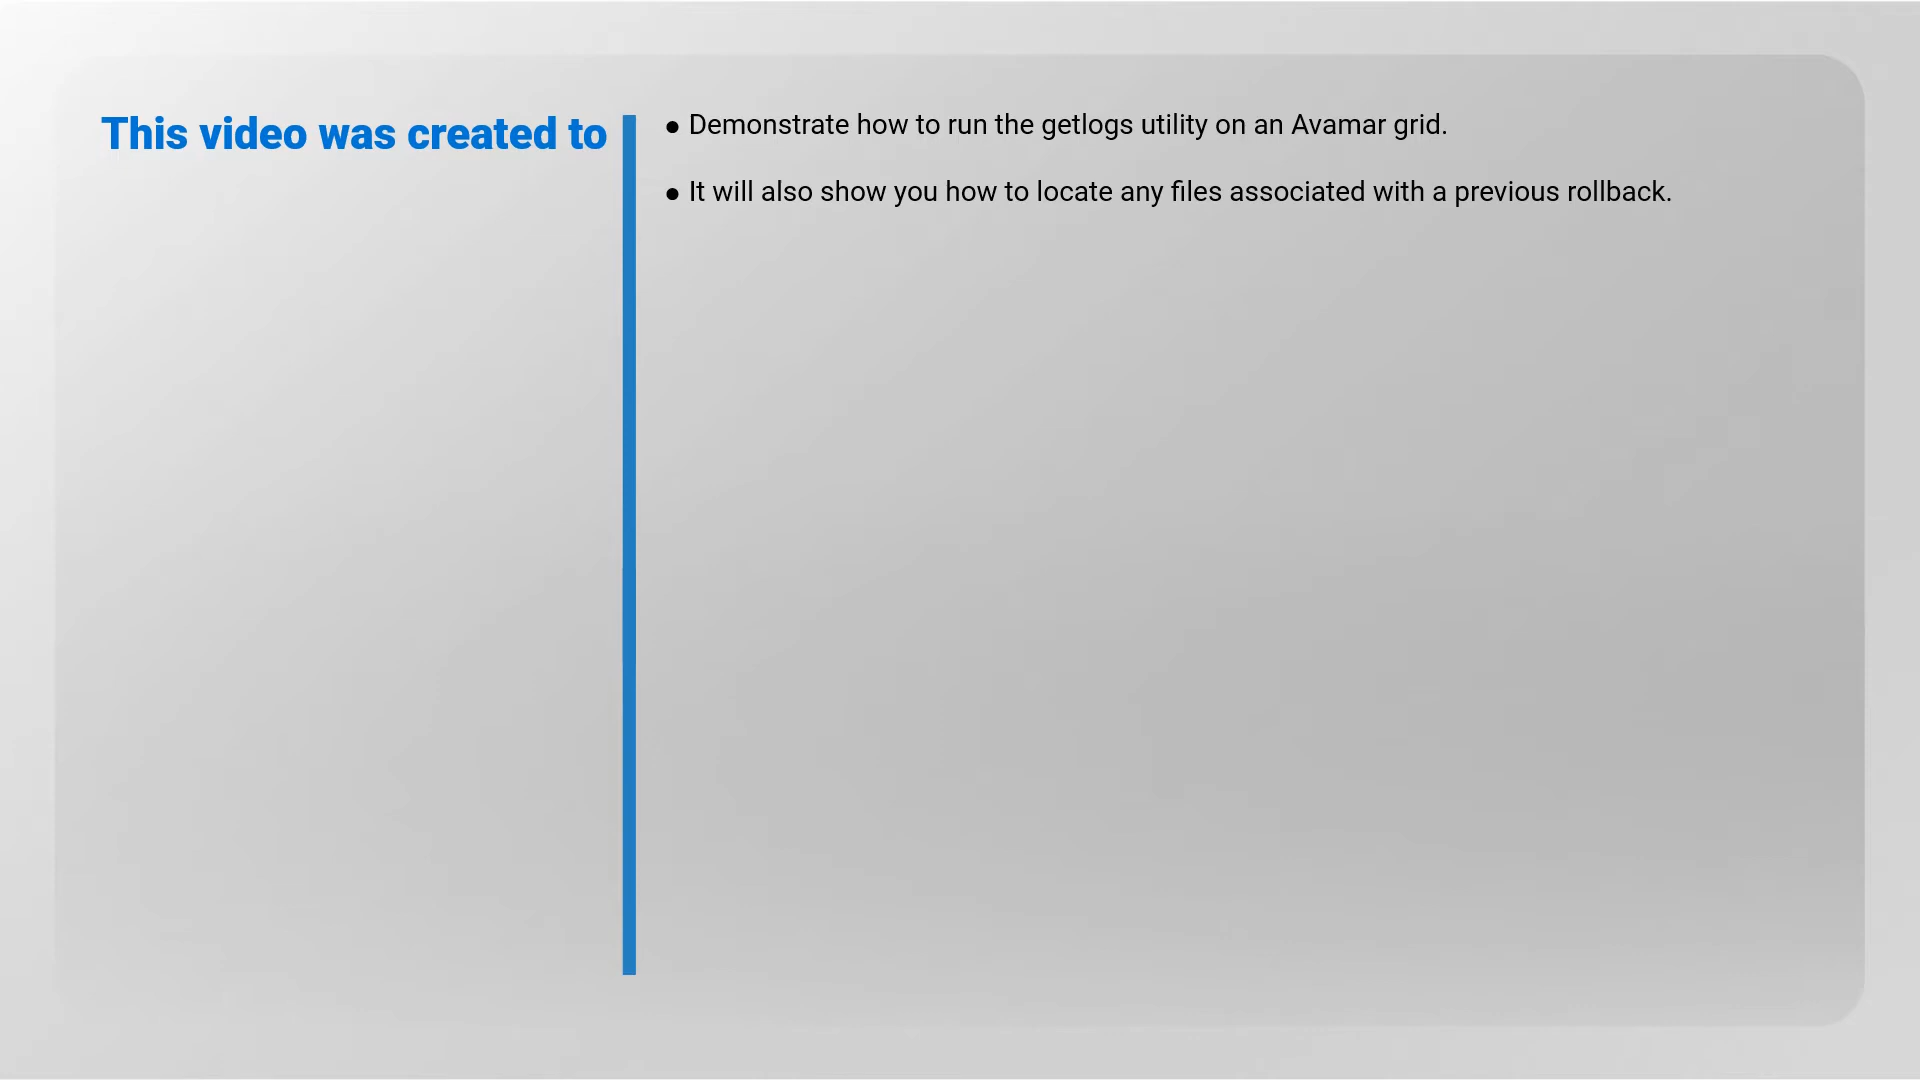 This video was created to
● Demonstrate how to run the getlogs utility on an Avamar grid.
● It will also show you how to locate any files associated with a previous rollback.